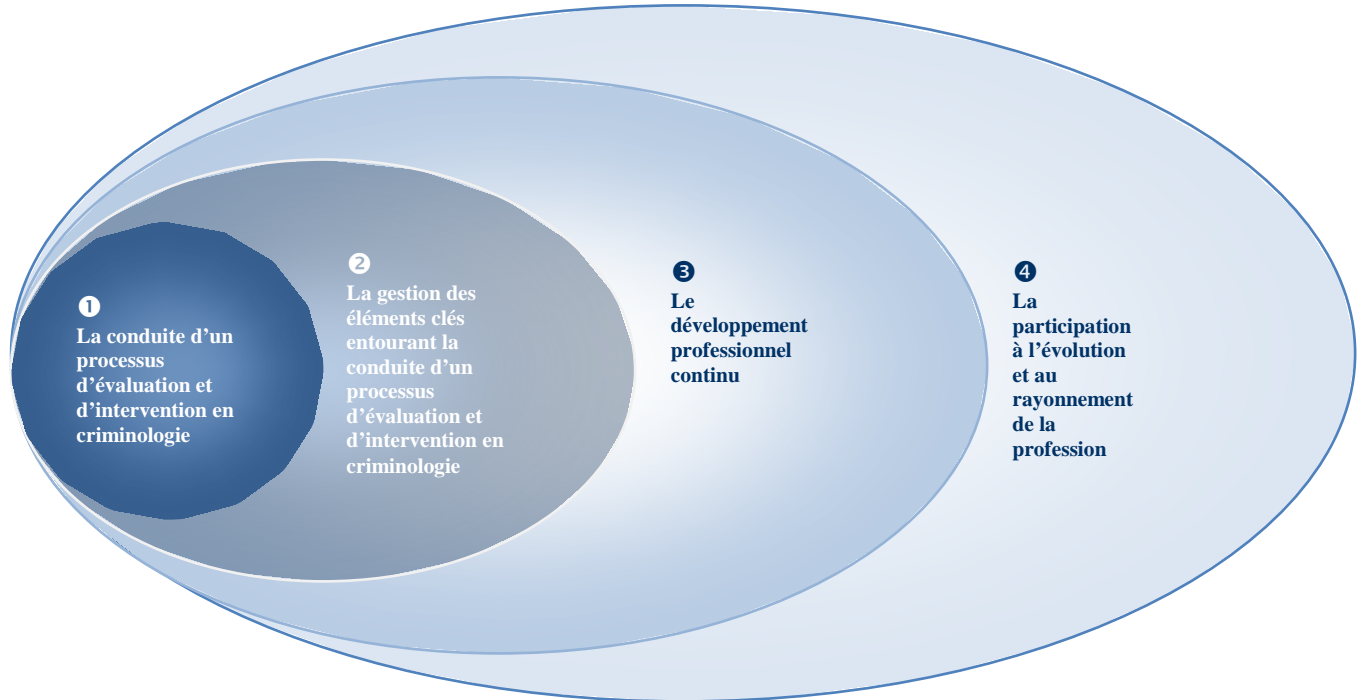 ❶
La conduite d’un
processus
d’évaluation et
d’intervention en
criminologie
❷
La gestion des
éléments clés
entourant la
conduite d’un
processus
d’évaluation et
d’intervention en
criminologie
❸
Le
développement
professionnel
continu
❹
La
participation
à l’évolution
et au
rayonnement
de la
profession